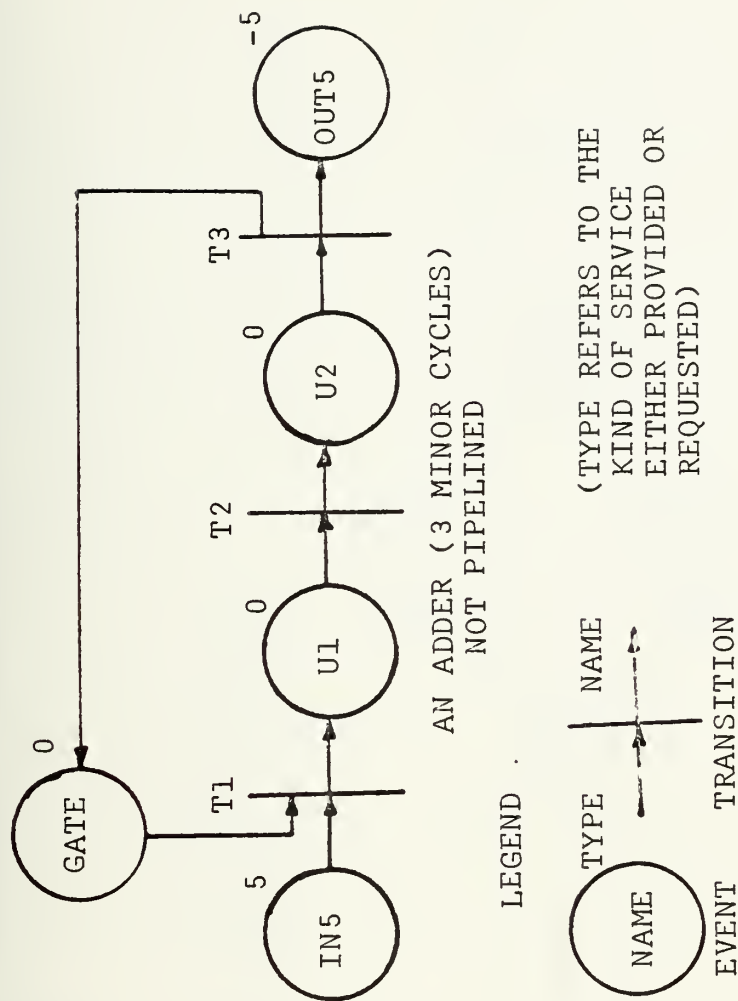 GATE
0
T1
T2
T3
IN5
5
U1
0
U2
0
OUT5
-5
AN ADDER (3 MINOR CYCLES)
NOT PIPELINED
LEGEND
NAME
TYPE
NAME
EVENT
TRANSITION
(TYPE REFERS TO THE
KIND OF SERVICE
EITHER PROVIDED OR
REQUESTED)